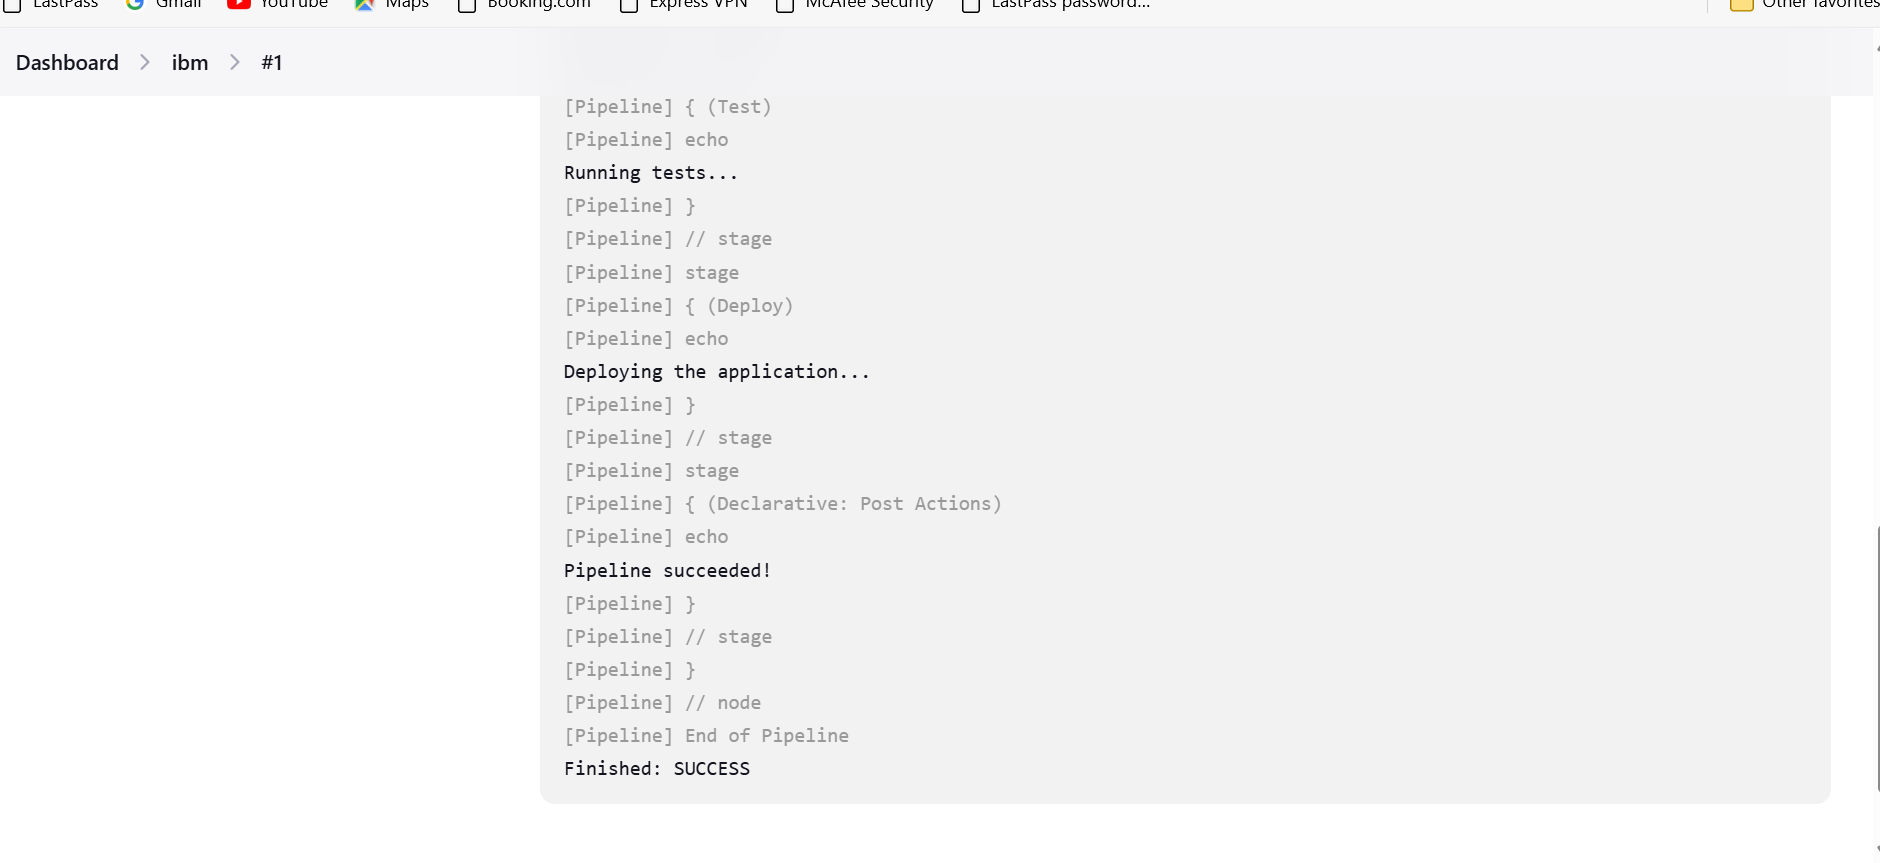 LastPass Gmail YouTube Maps Booking.com Express VPN McAfee Security LastPass password... Other favorites
Dashboard > ibm > #1
[Pipeline] { (Test)
[Pipeline] echo
Running tests...
[Pipeline] }
[Pipeline] // stage
[Pipeline] stage
[Pipeline] { (Deploy)
[Pipeline] echo
Deploying the application...
[Pipeline] }
[Pipeline] // stage
[Pipeline] stage
[Pipeline] { (Declarative: Post Actions)
[Pipeline] echo
Pipeline succeeded!
[Pipeline] }
[Pipeline] // stage
[Pipeline] }
[Pipeline] // node
[Pipeline] End of Pipeline
Finished: SUCCESS